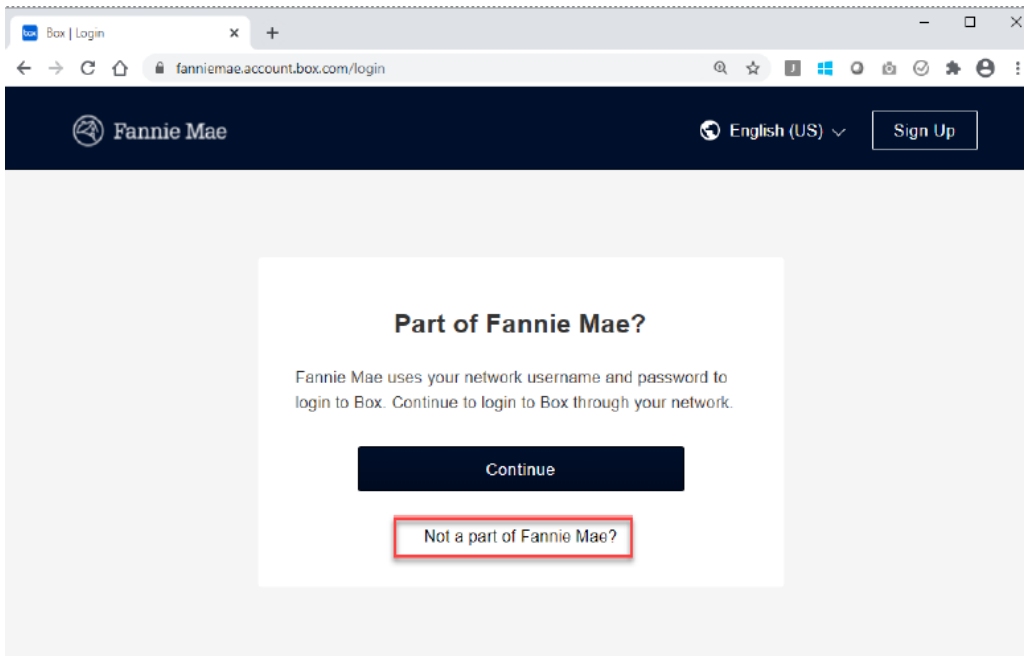 box Box | Login
fanniemae.account.box.com/login
Fannie Mae
English (US)
Sign Up
Part of Fannie Mae?
Fannie Mae uses your network username and password to
login to Box. Continue to login to Box through your network.
Continue
Not a part of Fannie Mae?